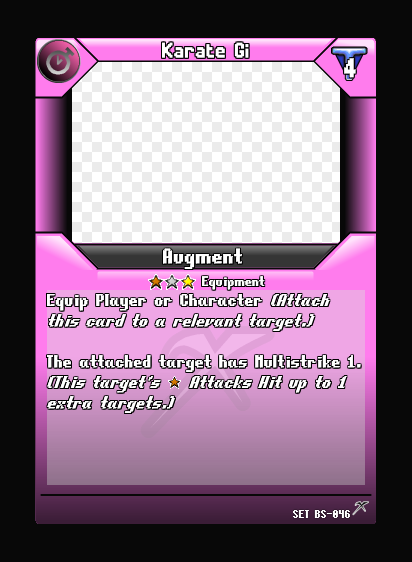 Karate Gi
4
Augment
Equipment
Equip Player or Character (Attach
this card to a relevant target.)
The attached target has Multistrike 1.
(This target's Attacks Hit up to 1
extra targets.)
SET BS-046